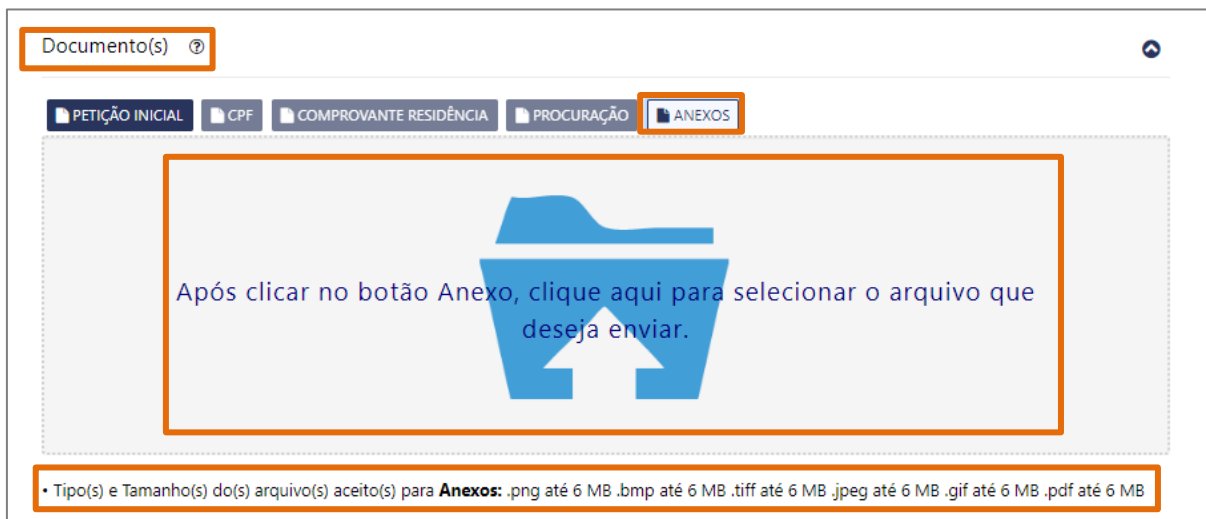 Documento(s) ?
PETIÇÃO INICIAL CPF COMPROVANTE RESIDÊNCIA PROCURAÇÃO ANEXOS
Após clicar no botão Anexo, clique aqui para selecionar o arquivo que
deseja enviar.
• Tipo(s) e Tamanho(s) do(s) arquivo(s) aceito(s) para Anexos: .png até 6 MB .bmp até 6 MB .tiff até 6 MB .jpeg até 6 MB .gif até 6 MB .pdf até 6 MB